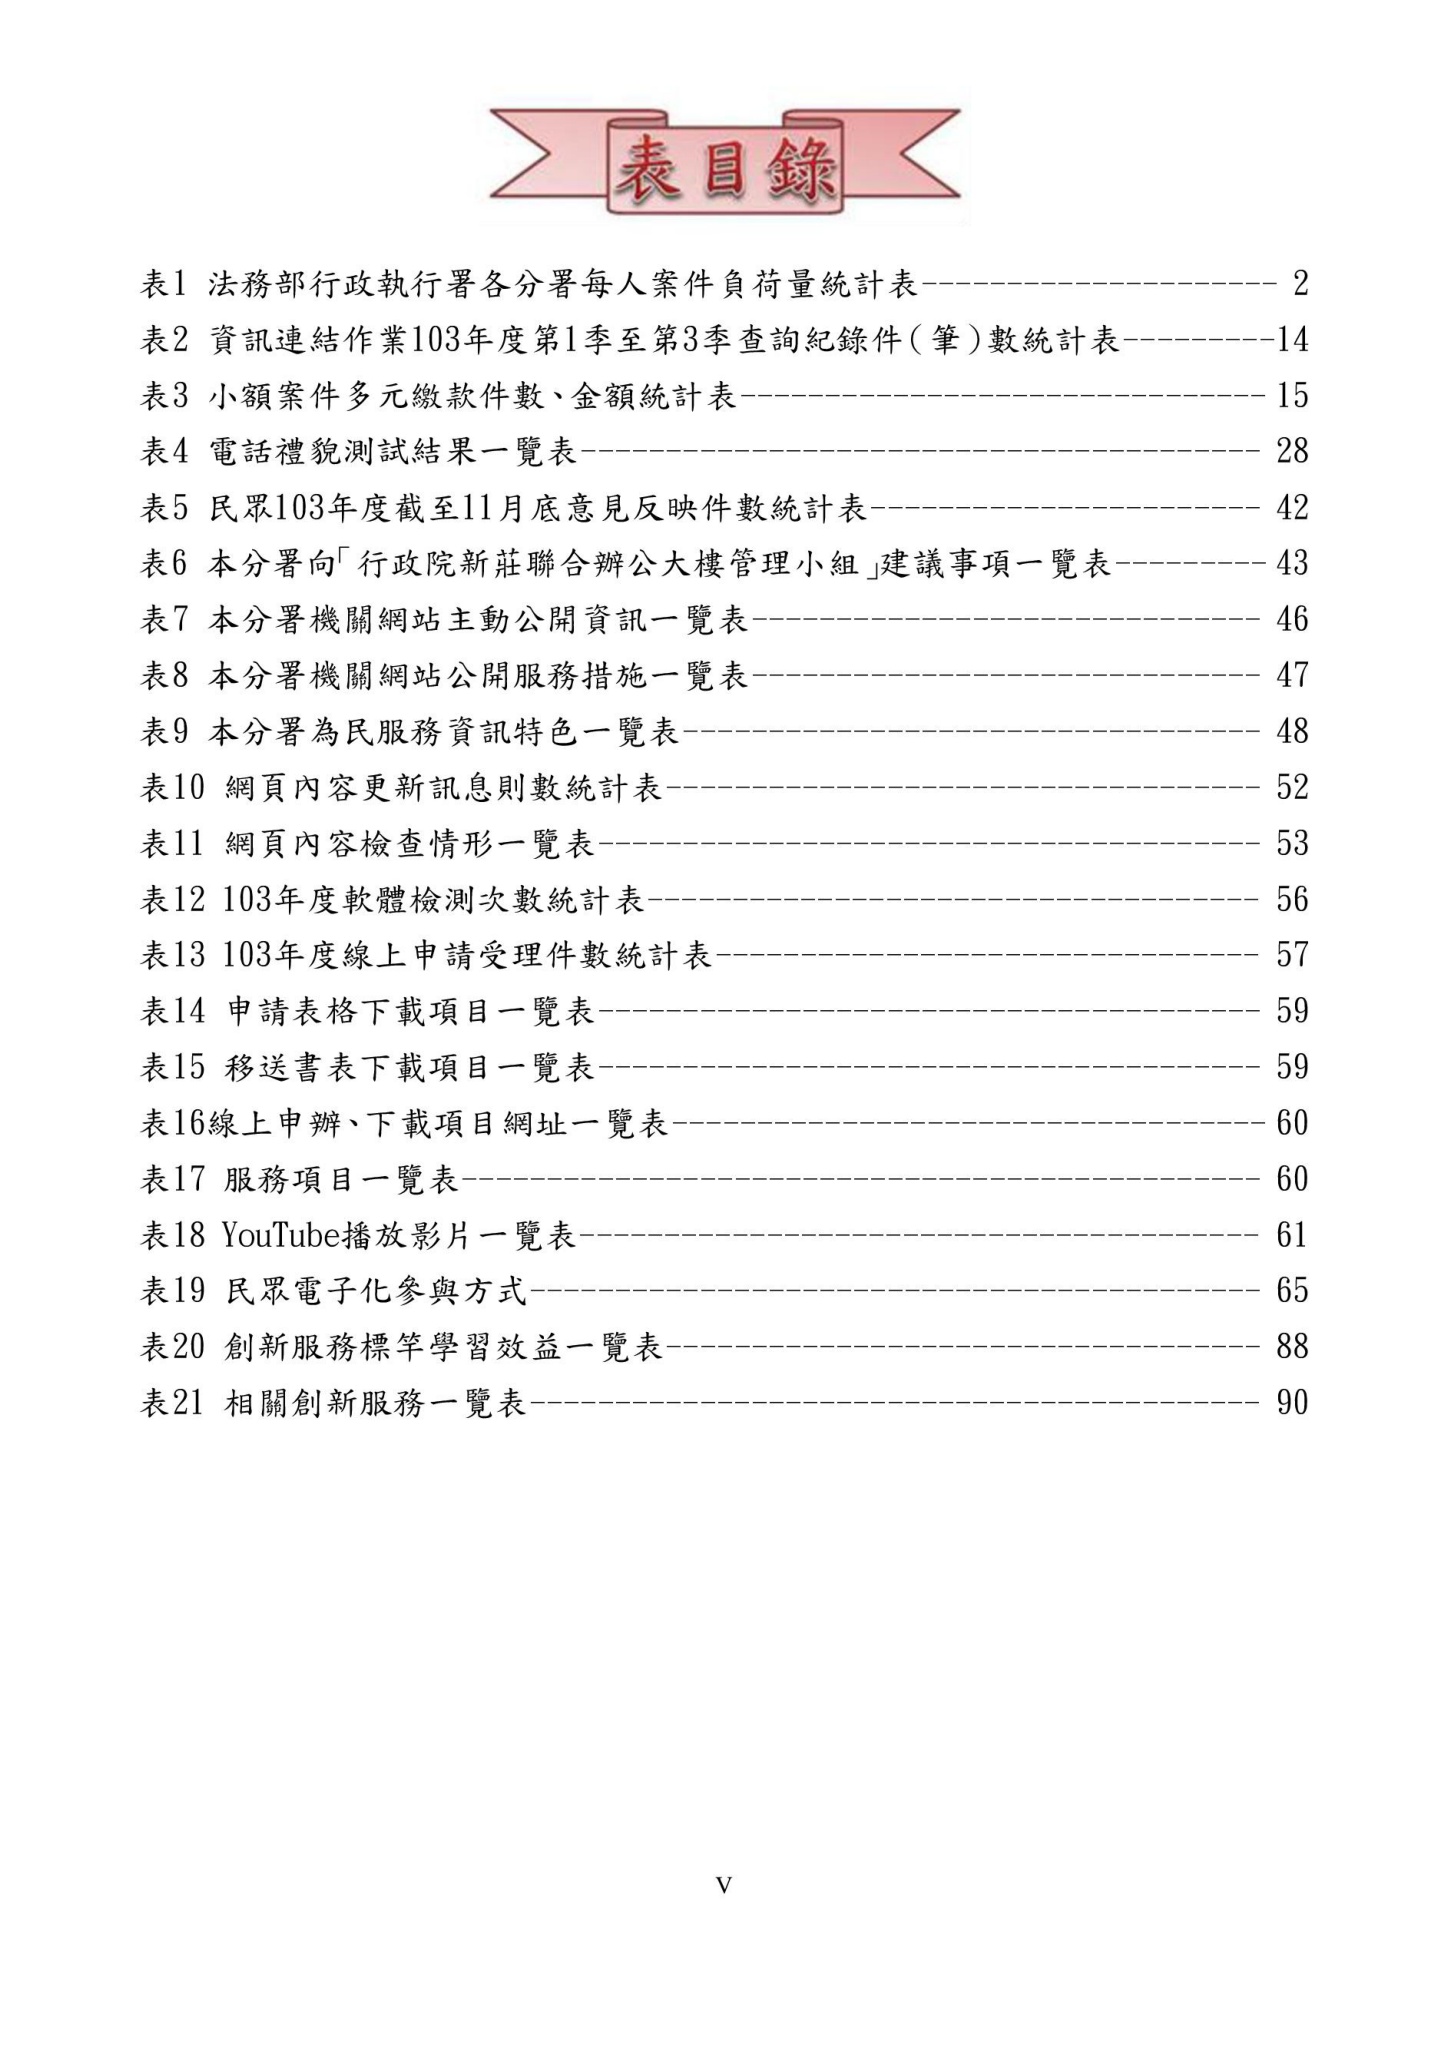 表目錄
表1 法務部行政執行署各分署每人案件負荷量統計表--------------------- 2
表2 資訊連結作業103年度第1季至第3季查詢紀錄件(筆)數統計表---------14
表3 小額案件多元繳款件數、金額統計表------------------------------- 15
表4 電話禮貌測試結果一覽表---------------------------------------- 28
表5 民眾103年度截至11月底意見反映件數統計表----------------------- 42
表6 本分署向「行政院新莊聯合辦公大樓管理小組」建議事項一覽表--------- 43
表7 本分署機關網站主動公開資訊一覽表------------------------------ 46
表8 本分署機關網站公開服務措施一覽表------------------------------ 47
表9 本分署為民服務資訊特色一覽表---------------------------------- 48
表10 網頁內容更新訊息則數統計表----------------------------------- 52
表11 網頁內容檢查情形一覽表--------------------------------------- 53
表12 103年度軟體檢測次數統計表------------------------------------ 56
表13 103年度線上申請受理件數統計表-------------------------------- 57
表14 申請表格下載項目一覽表--------------------------------------- 59
表15 移送書表下載項目一覽表--------------------------------------- 59
表16線上申辦、下載項目網址一覽表----------------------------------- 60
表17 服務項目一覽表----------------------------------------------- 60
表18 YouTube播放影片一覽表---------------------------------------- 61
表19 民眾電子化參與方式------------------------------------------- 65
表20 創新服務標竿學習效益一覽表----------------------------------- 88
表21 相關創新服務一覽表------------------------------------------- 90
V